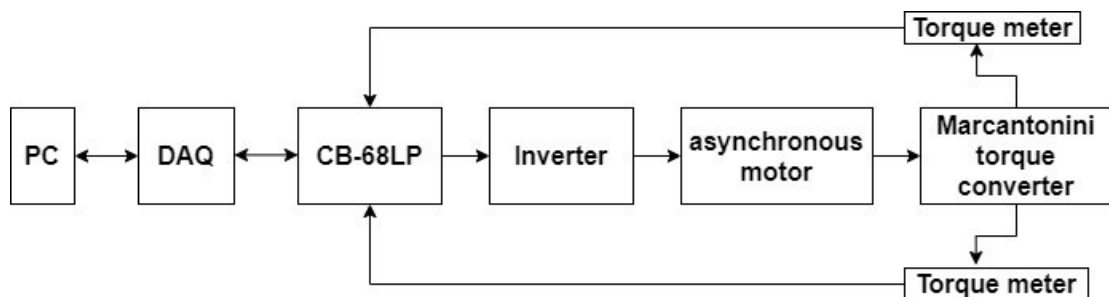 Torque meter
PC
DAQ
CB-68LP
Inverter
asynchronous
motor
Marcantonini
torque
converter
Torque meter